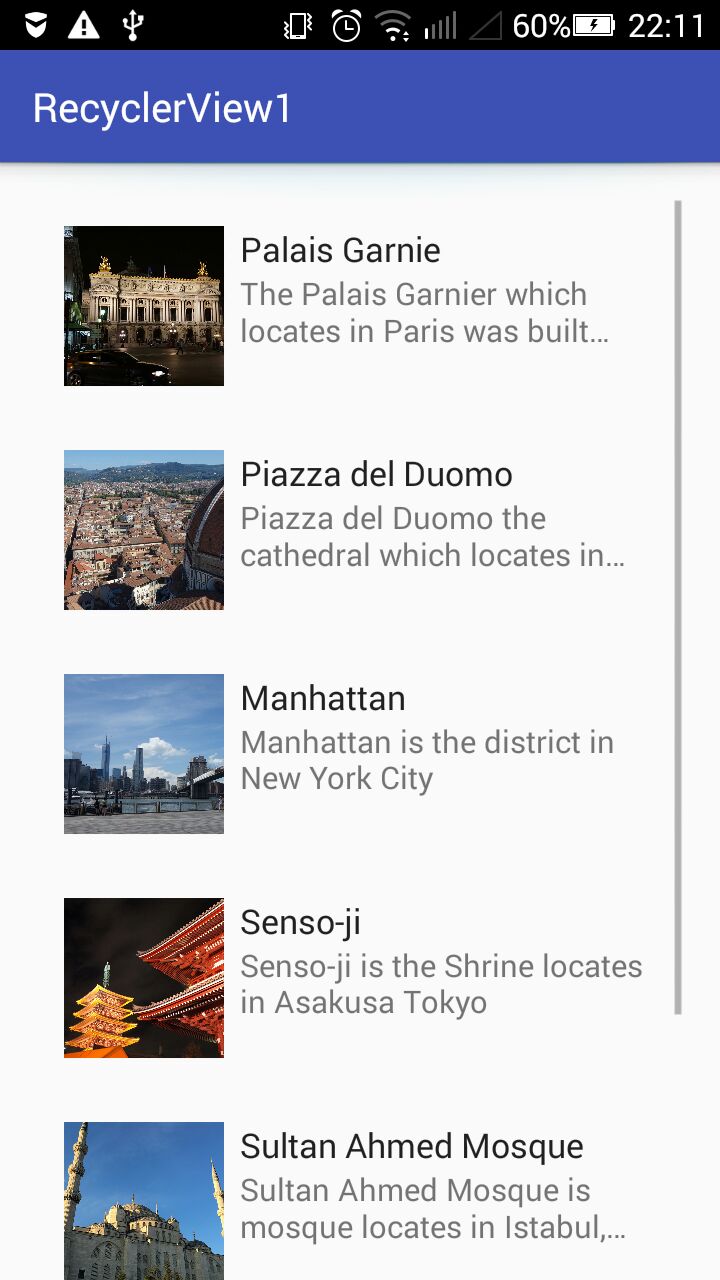 60% 22:11
RecyclerView1
Palais Garnie
The Palais Garnier which
locates in Paris was built…
Piazza del Duomo
Piazza del Duomo the
cathedral which locates in…
Manhattan
Manhattan is the district in
New York City
Senso-ji
Senso-ji is the Shrine locates
in Asakusa Tokyo
Sultan Ahmed Mosque
Sultan Ahmed Mosque is
mosque locates in Istabul,…